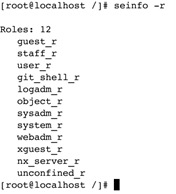 [root@localhost /]# seinfo -r

Roles: 12
   guest_r
   staff_r
   user_r
   git_shell_r
   logadm_r
   object_r
   sysadm_r
   system_r
   webadm_r
   xguest_r
   nx_server_r
   unconfined_r
[root@localhost /]#